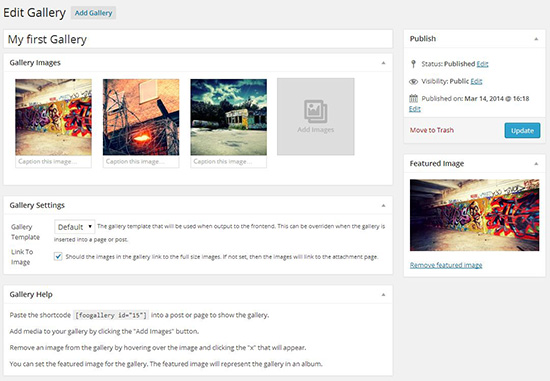 Edit Gallery Add Gallery
My first Gallery
Gallery Images
Add Images
Caption this image... Caption this image... Caption this image...
Gallery Settings
Gallery Template Default The gallery template that will be used when output to the frontend. This can be overriden when the gallery is
inserted into a page or post.
Link To Image Should the images in the gallery link to the full size images. If not set, then the images will link to the attachment page.
Gallery Help
Paste the shortcode [foogallery id="15"] into a post or page to show the gallery.
Add media to your gallery by clicking the "Add Images" button.
Remove an image from the gallery by hovering over the image and clicking the "x" that will appear.
You can set the featured image for the gallery. The featured image will represent the gallery in an album.
Publish
Status: Published Edit
Visibility: Public Edit
Published on: Mar 14, 2014 @ 16:18
Edit
Move to Trash Update
Featured Image
Remove featured image